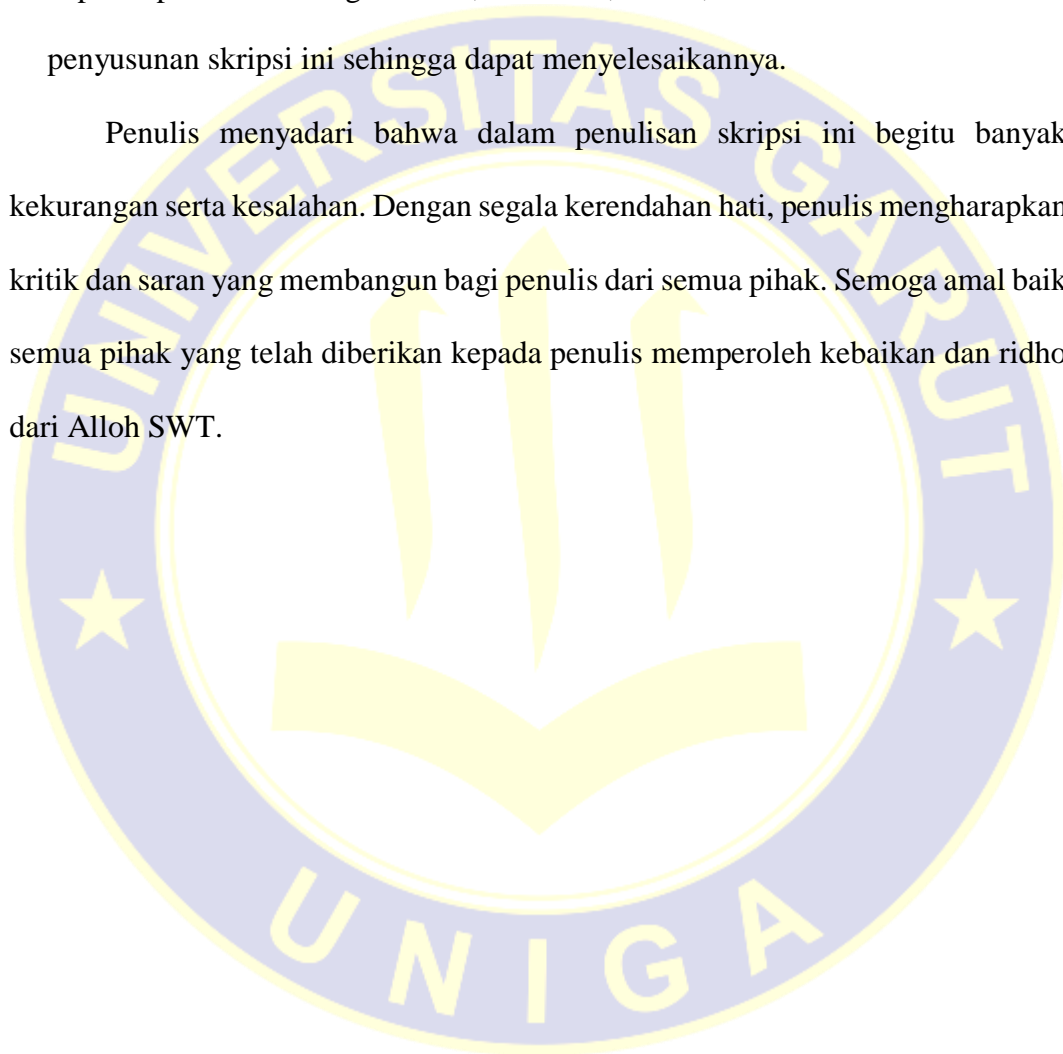 penyusunan skripsi ini sehingga dapat menyelesaikannya.
Penulis menyadari bahwa dalam penulisan skripsi ini begitu banyak
kekurangan serta kesalahan. Dengan segala kerendahan hati, penulis mengharapkan
kritik dan saran yang membangun bagi penulis dari semua pihak. Semoga amal baik
semua pihak yang telah diberikan kepada penulis memperoleh kebaikan dan ridho
dari Alloh SWT.
UNIVERSITAS GARUT
UNIGA